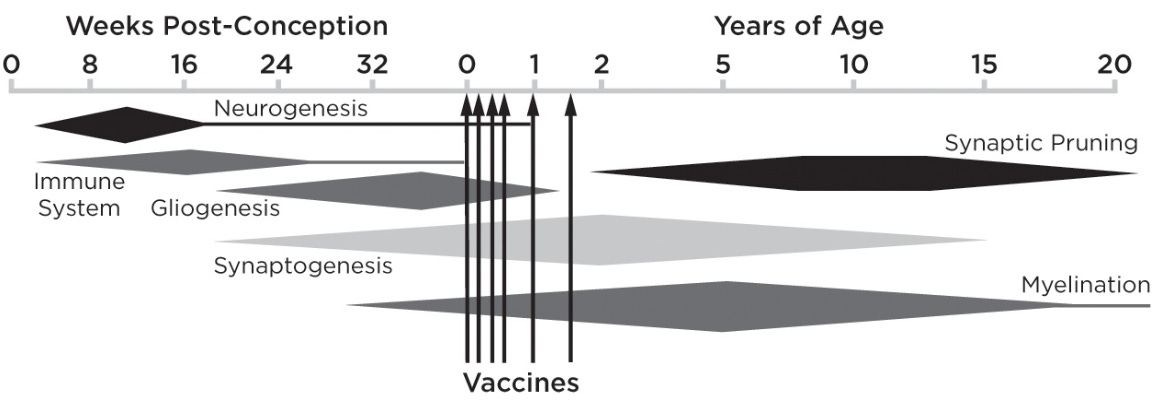 Weeks Post-Conception Years of Age
0 8 16 24 32 0 1 2 5 10 15 20
Neurogenesis
Synaptic Pruning
Immune
System Gliogenesis
Synaptogenesis
Myelination
Vaccines